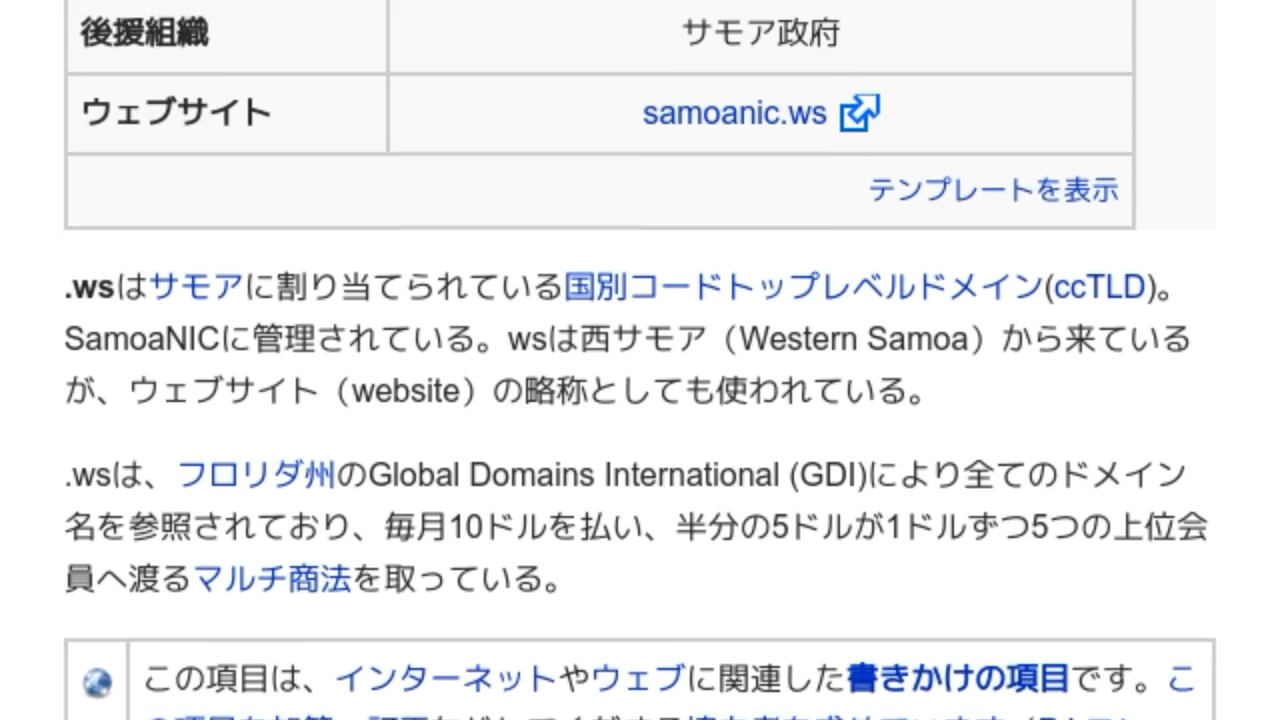 後援組織 サモア政府
ウェブサイト samoanic.ws
テンプレートを表示
.wsはサモアに割り当てられている国別コードトップレベルドメイン(ccTLD)。
SamoaNICに管理されている。wsは西サモア（Western Samoa）から来ている
が、ウェブサイト（website）の略称としても使われている。
.wsは、フロリダ州のGlobal Domains International (GDI)により全てのドメイン
名を参照されており、毎月10ドルを払い、半分の5ドルが1ドルずつ5つの上位会
員へ渡るマルチ商法を取っている。
この項目は、インターネットやウェブに関連した書きかけの項目です。こ